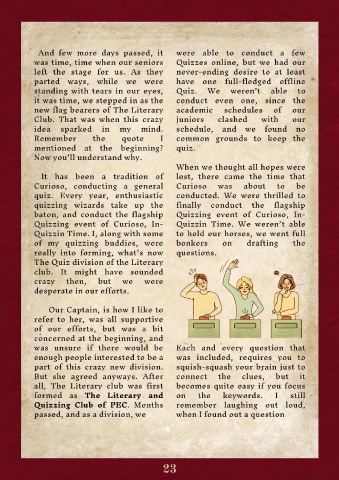 And few more days passed, it
was time, time when our seniors
left the stage for us. As they
parted ways, while we were
standing with tears in our eyes,
it was time, we stepped in as the
new flag bearers of The Literary
Club. That was when this crazy
idea sparked in my mind.
Remember the quote I
mentioned at the beginning?
Now you'll understand why.
It has been a tradition of
Curioso, conducting a general
quiz. Every year, enthusiastic
quizzing wizards take up the
baton, and conduct the flagship
Quizzing event of Curioso, In-
Quizzin Time. I, along with some
of my quizzing buddies, were
really into forming, what's now
The Quiz division of the Literary
club. It might have sounded
crazy then, but we were
desperate in our efforts.
Our Captain, is how I like to
refer to her, was all supportive
of our efforts, but was a bit
concerned at the beginning, and
was unsure if there would be
enough people interested to be a
part of this crazy new division.
But she agreed anyways. After
all, The Literary club was first
formed as The Literary and
Quizzing Club of PEC. Months
passed, and as a division, we
were able to conduct a few
Quizzes online, but we had our
never-ending desire to at least
have one full-fledged offline
Quiz. We weren't able to
conduct even one, since the
academic schedules of our
juniors clashed with our
schedule, and we found no
common grounds to keep the
quiz.
When we thought all hopes were
lost, there came the time that
Curioso was about to be
conducted. We were thrilled to
finally conduct the flagship
Quizzing event of Curioso, In-
Quizzin Time. We weren't able
to hold our horses, we went full
bonkers on drafting the
questions.
Each and every question that
was included, requires you to
squish-squash your brain just to
connect the clues, but it
becomes quite easy if you focus
on the keywords. I still
remember laughing out loud,
when I found out a question
23